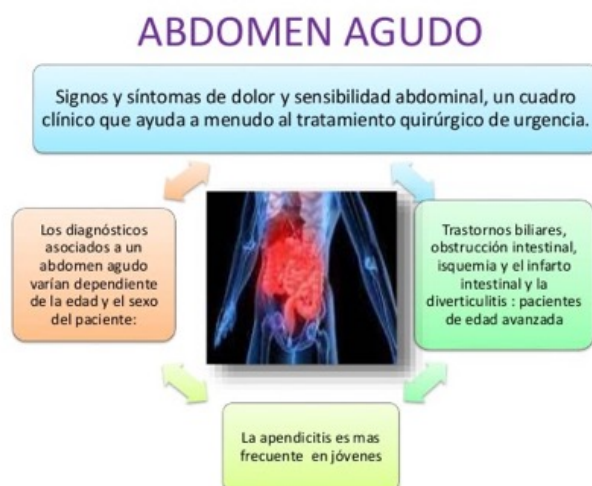 ABDOMEN AGUDO
Signos y síntomas de dolor y sensibilidad abdominal, un cuadro
clínico que ayuda a menudo al tratamiento quirúrgico de urgencia.
Los diagnósticos
asociados a un
abdomen agudo
varían dependiente
de la edad y el sexo
del paciente:
Trastornos biliares,
obstrucción intestinal,
isquemia y el infarto
intestinal y la
diverticulitis : pacientes
de edad avanzada
La apendicitis es mas
frecuente en jóvenes